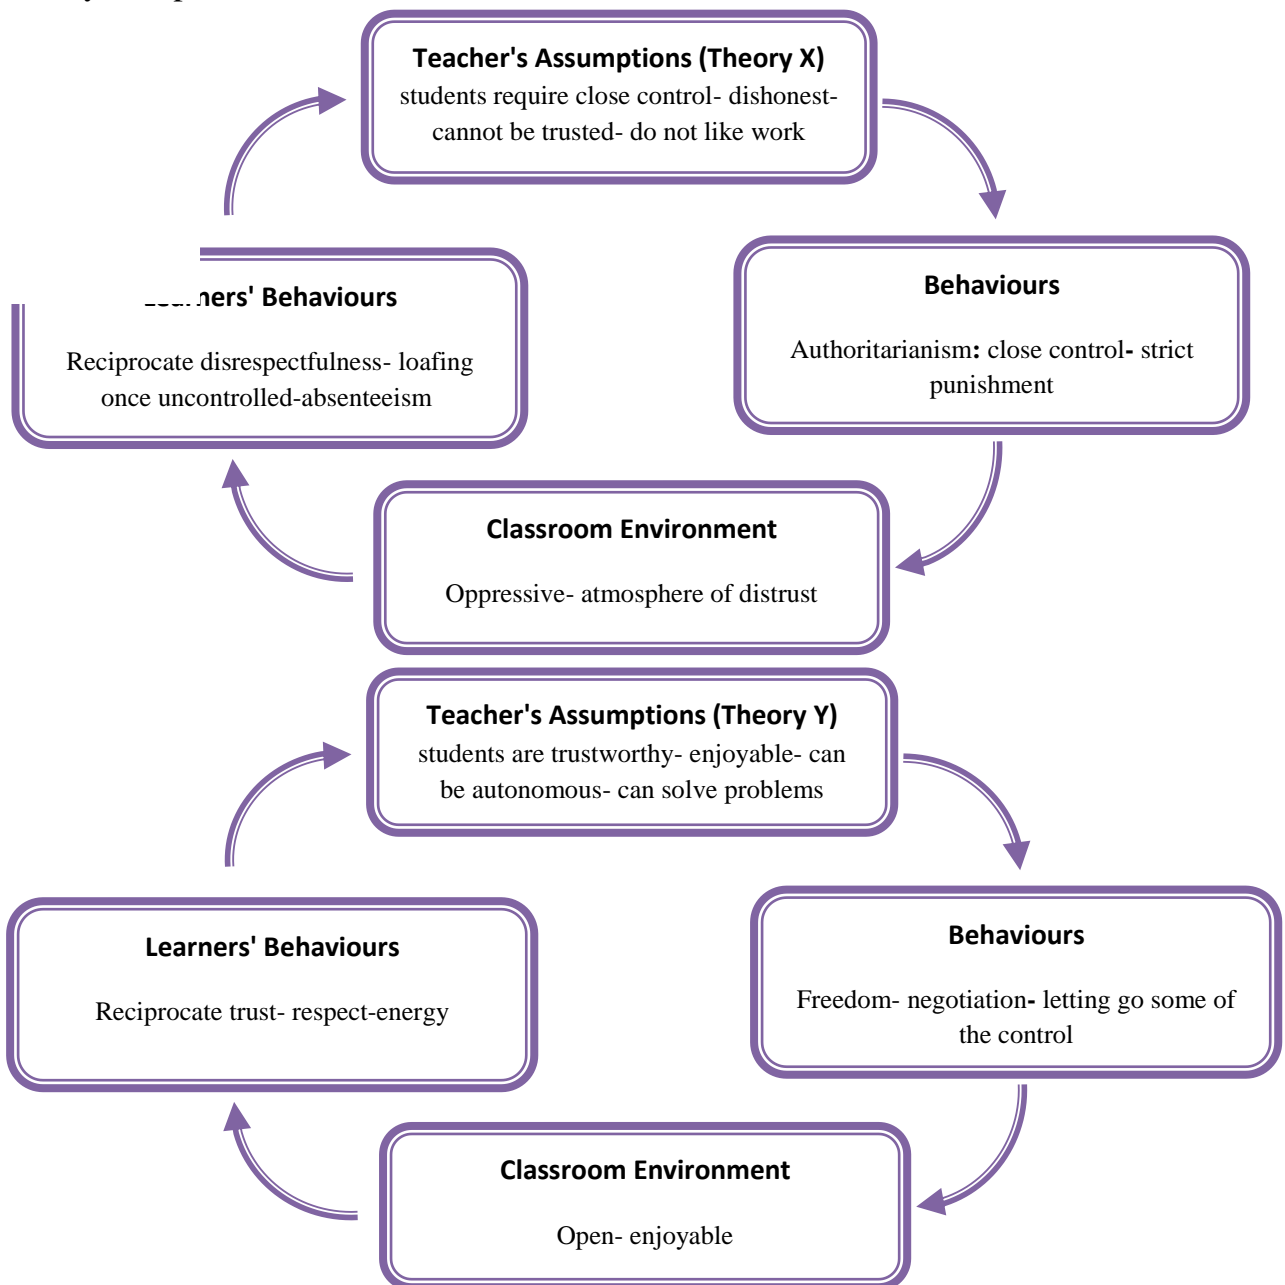 Teacher's Assumptions (Theory X)
students require close control- dishonest-
cannot be trusted- do not like work
Behaviours
Authoritarianism: close control- strict
punishment
Classroom Environment
Oppressive- atmosphere of distrust
Learners' Behaviours
Reciprocate disrespectfulness- loafing
once uncontrolled-absenteeism
Teacher's Assumptions (Theory Y)
students are trustworthy- enjoyable- can
be autonomous- can solve problems
Behaviours
Freedom- negotiation- letting go some of
the control
Classroom Environment
Open- enjoyable
Learners' Behaviours
Reciprocate trust- respect-energy